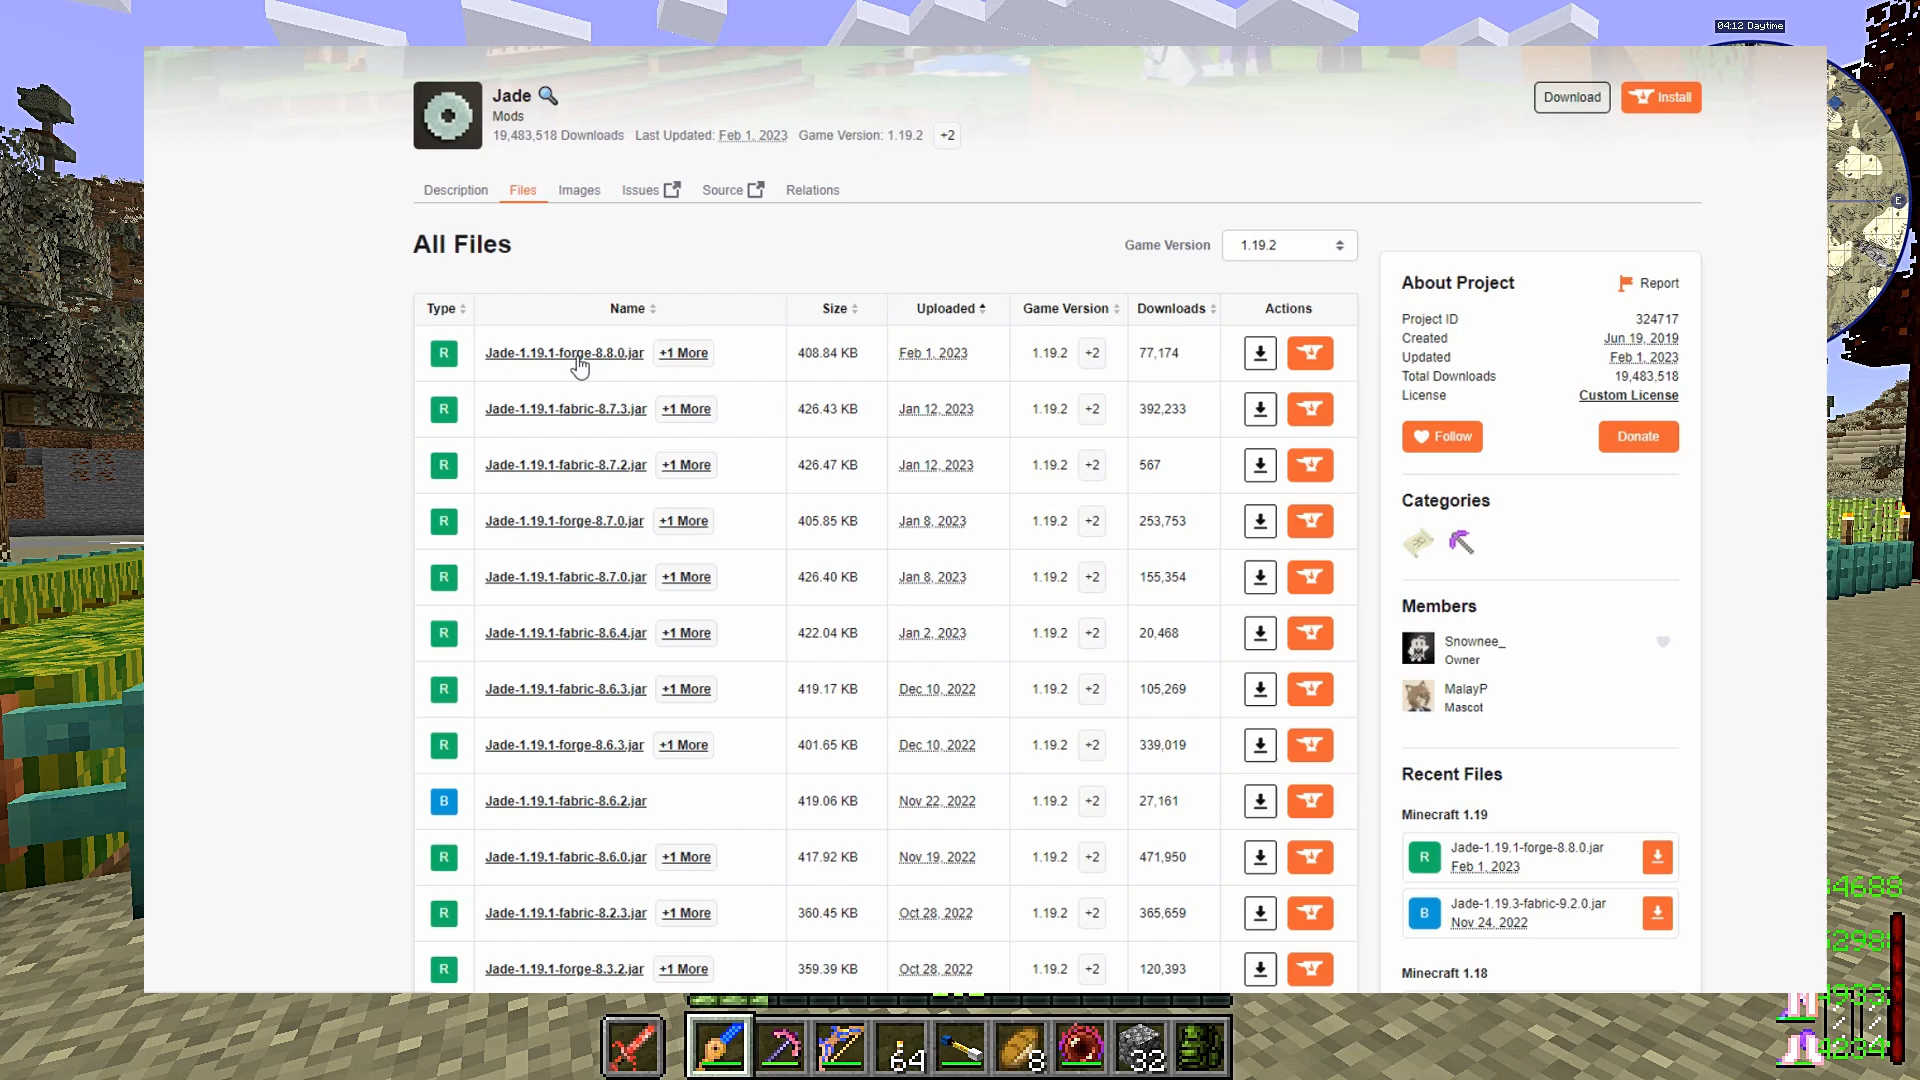 04:12 Daytime
Jade
Mods
19,483,518 Downloads Last Updated: Feb 1, 2023 Game Version: 1.19.2 +2
Download Install
Description Files Images Issues Source Relations
All Files
Game Version 1.19.2
Type Name Size Uploaded Game Version Downloads Actions
R Jade-1.19.1-forge-8.8.0.jar +1 More 408.84 KB Feb 1, 2023 1.19.2 +2 77,174
R Jade-1.19.1-fabric-8.7.3.jar +1 More 426.43 KB Jan 12, 2023 1.19.2 +2 392,233
R Jade-1.19.1-fabric-8.7.2.jar +1 More 426.47 KB Jan 12, 2023 1.19.2 +2 567
R Jade-1.19.1-forge-8.7.0.jar +1 More 405.85 KB Jan 8, 2023 1.19.2 +2 253,753
R Jade-1.19.1-fabric-8.7.0.jar +1 More 426.40 KB Jan 8, 2023 1.19.2 +2 155,354
R Jade-1.19.1-fabric-8.6.4.jar +1 More 422.04 KB Jan 2, 2023 1.19.2 +2 20,468
R Jade-1.19.1-fabric-8.6.3.jar +1 More 419.17 KB Dec 10, 2022 1.19.2 +2 105,269
R Jade-1.19.1-forge-8.6.3.jar +1 More 401.65 KB Dec 10, 2022 1.19.2 +2 339,019
B Jade-1.19.1-fabric-8.6.2.jar 419.06 KB Nov 22, 2022 1.19.2 +2 27,161
R Jade-1.19.1-fabric-8.6.0.jar +1 More 417.92 KB Nov 19, 2022 1.19.2 +2 471,950
R Jade-1.19.1-fabric-8.2.3.jar +1 More 360.45 KB Oct 28, 2022 1.19.2 +2 365,659
R Jade-1.19.1-forge-8.3.2.jar +1 More 359.39 KB Oct 28, 2022 1.19.2 +2 120,393
About Project Report
Project ID 324717
Created Jun 19, 2019
Updated Feb 1, 2023
Total Downloads 19,483,518
License Custom License
Follow Donate
Categories
Members
Snownee_
Owner
MalayP
Mascot
Recent Files
Minecraft 1.19
R Jade-1.19.1-forge-8.8.0.jar
Feb 1, 2023
B Jade-1.19.3-fabric-9.2.0.jar
Nov 24, 2022
Minecraft 1.18
E
64 8 32
4234